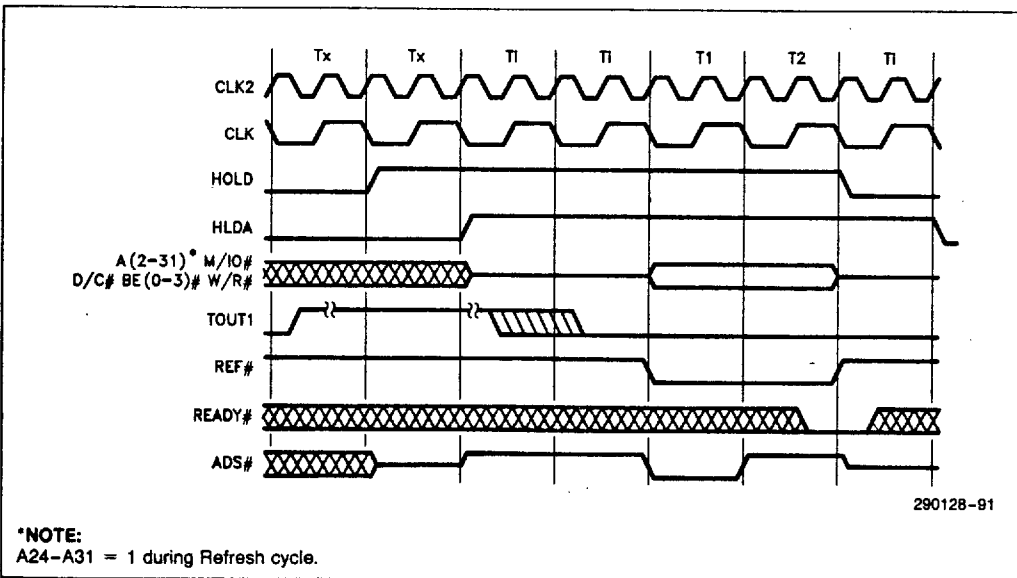 Tx Tx Ti Ti T1 T2 Ti
CLK2
CLK
HOLD
HLDA
A(2-31)* M/IO#
D/C# BE(0-3)# W/R#
TOUT1
REF#
READY#
ADS#
290128-91
*NOTE:
A24-A31 = 1 during Refresh cycle.